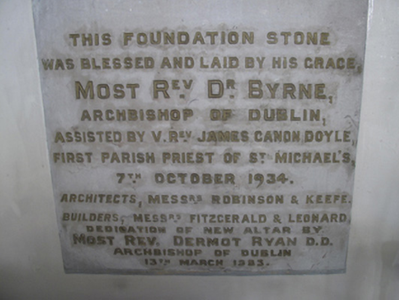 THIS FOUNDATION STONE
WAS BLESSED AND LAID BY HIS GRACE,
MOST REV. DR BYRNE,
ARCHBISHOP OF DUBLIN,
ASSISTED BY V. REV. JAMES CANON DOYLE,
FIRST PARISH PRIEST OF ST MICHAEL'S,
7TH OCTOBER 1934.
ARCHITECTS, MESSRS ROBINSON & KEEFE.
BUILDERS, MESSRS FITZGERALD & LEONARD.
DEDICATION OF NEW ALTAR BY
MOST REV. DERMOT RYAN D.D.
ARCHBISHOP OF DUBLIN
13TH MARCH 1983.